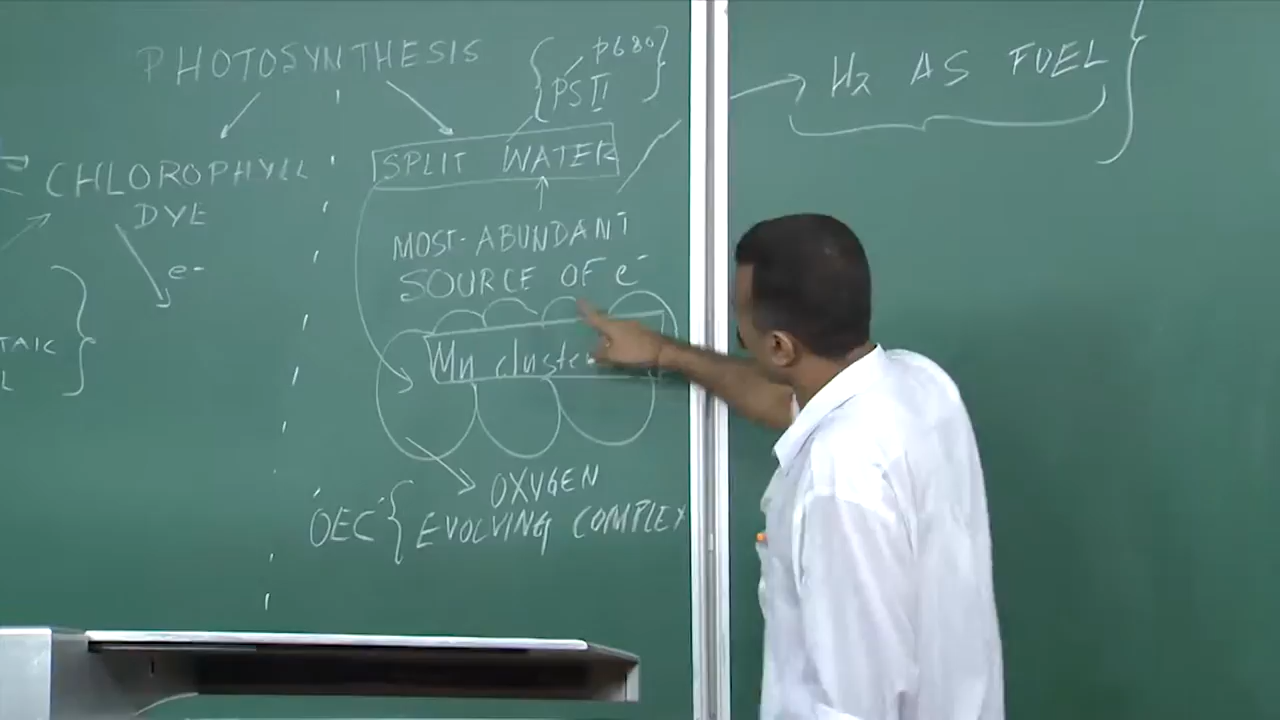 PHOTOSYNTHESIS
P680
PS II
CHLOROPHYLL
DYE
e-
SPLIT WATER
MOST-ABUNDANT
SOURCE OF e-
Mn cluster
OXYGEN
OEC EVOLVING COMPLEX
H2 AS FUEL